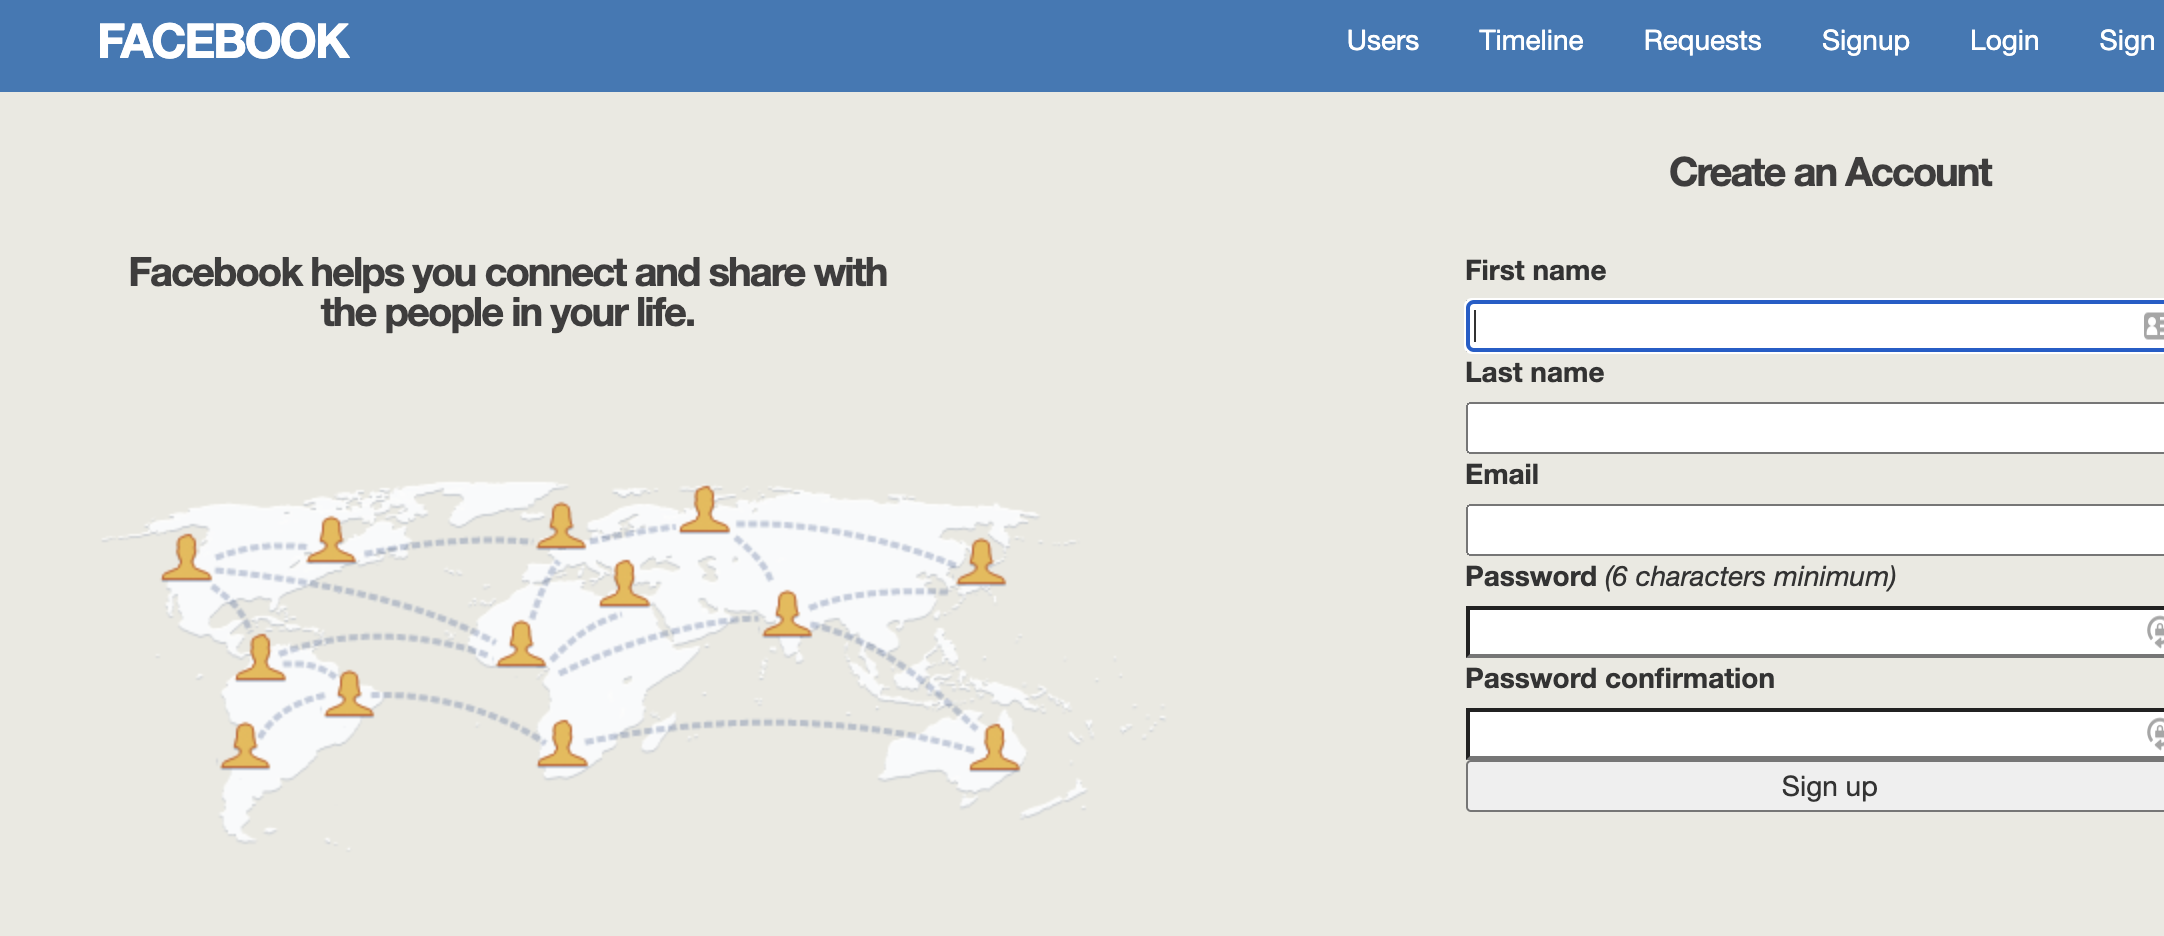 FACEBOOK
Users Timeline Requests Signup Login Sign
Facebook helps you connect and share with
the people in your life.
Create an Account
First name
Last name
Email
Password (6 characters minimum)
Password confirmation
Sign up